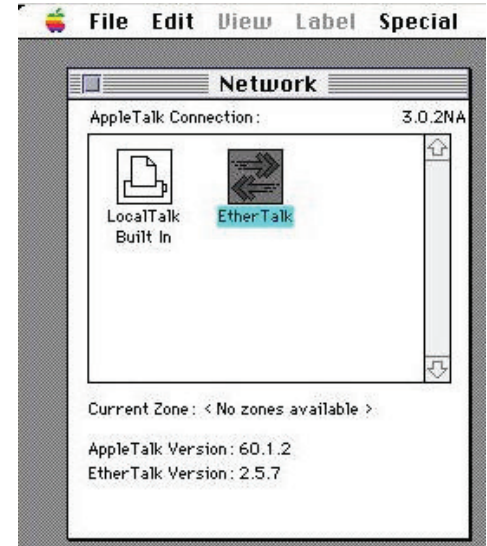 File Edit View Label Special
Network
AppleTalk Connection: 3.0.2NA
LocalTalk Built In
EtherTalk
Current Zone: < No zones available >
AppleTalk Version: 60.1.2
EtherTalk Version: 2.5.7